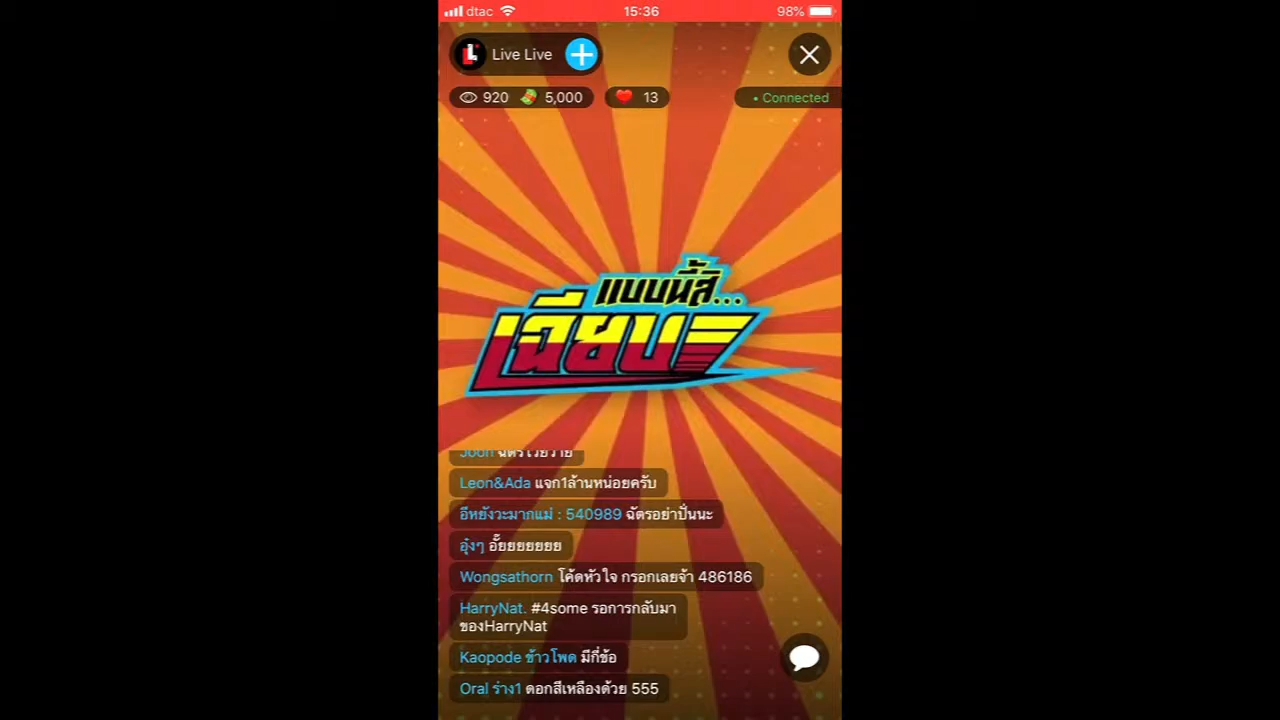 dtac 15:36 98%
Live Live
920 5,000 13 • Connected
แบบนี้สิ...
เฉียบ
Joon
Leon&Ada แจก1ล้านหน่อยครับ
อีหยังวะมากแม่ : 540989 ฉัตรอย่าปั่นนะ
อุ๋งๆ อั๊ยยยยยยย
Wongsathorn โค้ดหัวใจ กรอกเลยจ้า 486186
HarryNat. #4some รอการกลับมา
ของHarryNat
Kaopode ข้าวโพด มีกี่ข้อ
Oral ร่าง1 ดอกสีเหลืองด้วย 555